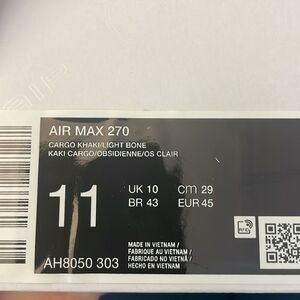 AIR MAX 270
CARGO KHAKI/LIGHT BONE
KAKI CARGO/OBSIDIENNE/OS CLAIR
11
UK 10 CM 29
BR 43 EUR 45
MADE IN VIETNAM /
FABRIQUE AU VIETNAM /
FABRICADO NO VIETNÃ /
HECHO EN VIETNAM
AH8050 303